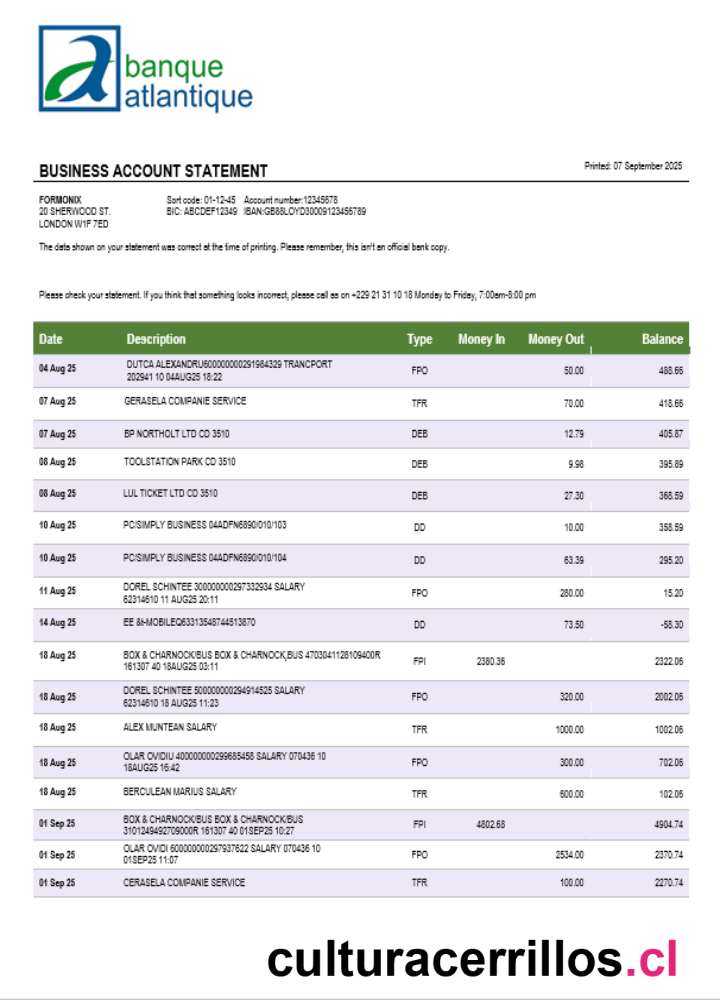 banque
atlantique
BUSINESS ACCOUNT STATEMENT
Printed: 07 September 2025
FORMONIX
20 SHERWOOD ST.
LONDON W1F 7ED
Sort code: 01-12-45 Account number:12345678
BIC: ABCDEF12349 IBAN:GB88LOYD30009123456789
The data shown on your statement was correct at the time of printing. Please remember, this isn't an official bank copy.
Please check your statement. If you think that something looks incorrect, please call as on +229 21 31 10 18 Monday to Friday, 7:00am-8:00 pm
Date Description Type Money In Money Out Balance
04 Aug 25 DUTCA ALEXANDRU600000000291984329 TRANCPORT
202941 10 04AUG25 18:22 FPO 50.00 488.66
07 Aug 25 GERASELA COMPANIE SERVICE TFR 70.00 418.66
07 Aug 25 BP NORTHOLT LTD CD 3510 DEB 12.79 405.87
08 Aug 25 TOOLSTATION PARK CD 3510 DEB 9.98 395.89
08 Aug 25 LUL TICKET LTD CD 3510 DEB 27.30 368.59
10 Aug 25 PC/SIMPLY BUSINESS 04ADFN6890/010/103 DD 10.00 358.59
10 Aug 25 PC/SIMPLY BUSINESS 04ADFN6890/010/104 DD 63.39 295.20
11 Aug 25 DOREL SCHINTEE 300000000297332934 SALARY
62314610 11 AUG25 20:11 FPO 280.00 15.20
14 Aug 25 EE &I-MOBILEQ63313548744513870 DD 73.50 -58.30
18 Aug 25 BOX & CHARNOCK/BUS BOX & CHARNOCK,BUS 4703041128109400R
161307 40 18AUG25 03:11 FPI 2380.36 2322.06
18 Aug 25 DOREL SCHINTEE 500000000294914525 SALARY
62314610 18 AUG25 11:23 FPO 320.00 2002.06
18 Aug 25 ALEX MUNTEAN SALARY TFR 1000.00 1002.06
18 Aug 25 OLAR OVIDIU 400000000299685458 SALARY 070436 10
18AUG25 16:42 FPO 300.00 702.06
18 Aug 25 BERCULEAN MARIUS SALARY TFR 600.00 102.06
01 Sep 25 BOX & CHARNOCK/BUS BOX & CHARNOCK/BUS
3101249492709000R 161307 40 01SEP25 10:27 FPI 4802.68 4904.74
01 Sep 25 OLAR OVIDI 600000000297937622 SALARY 070436 10
01SEP25 11:07 FPO 2534.00 2370.74
01 Sep 25 CERASELA COMPANIE SERVICE TFR 100.00 2270.74
culturacerrillos.cl